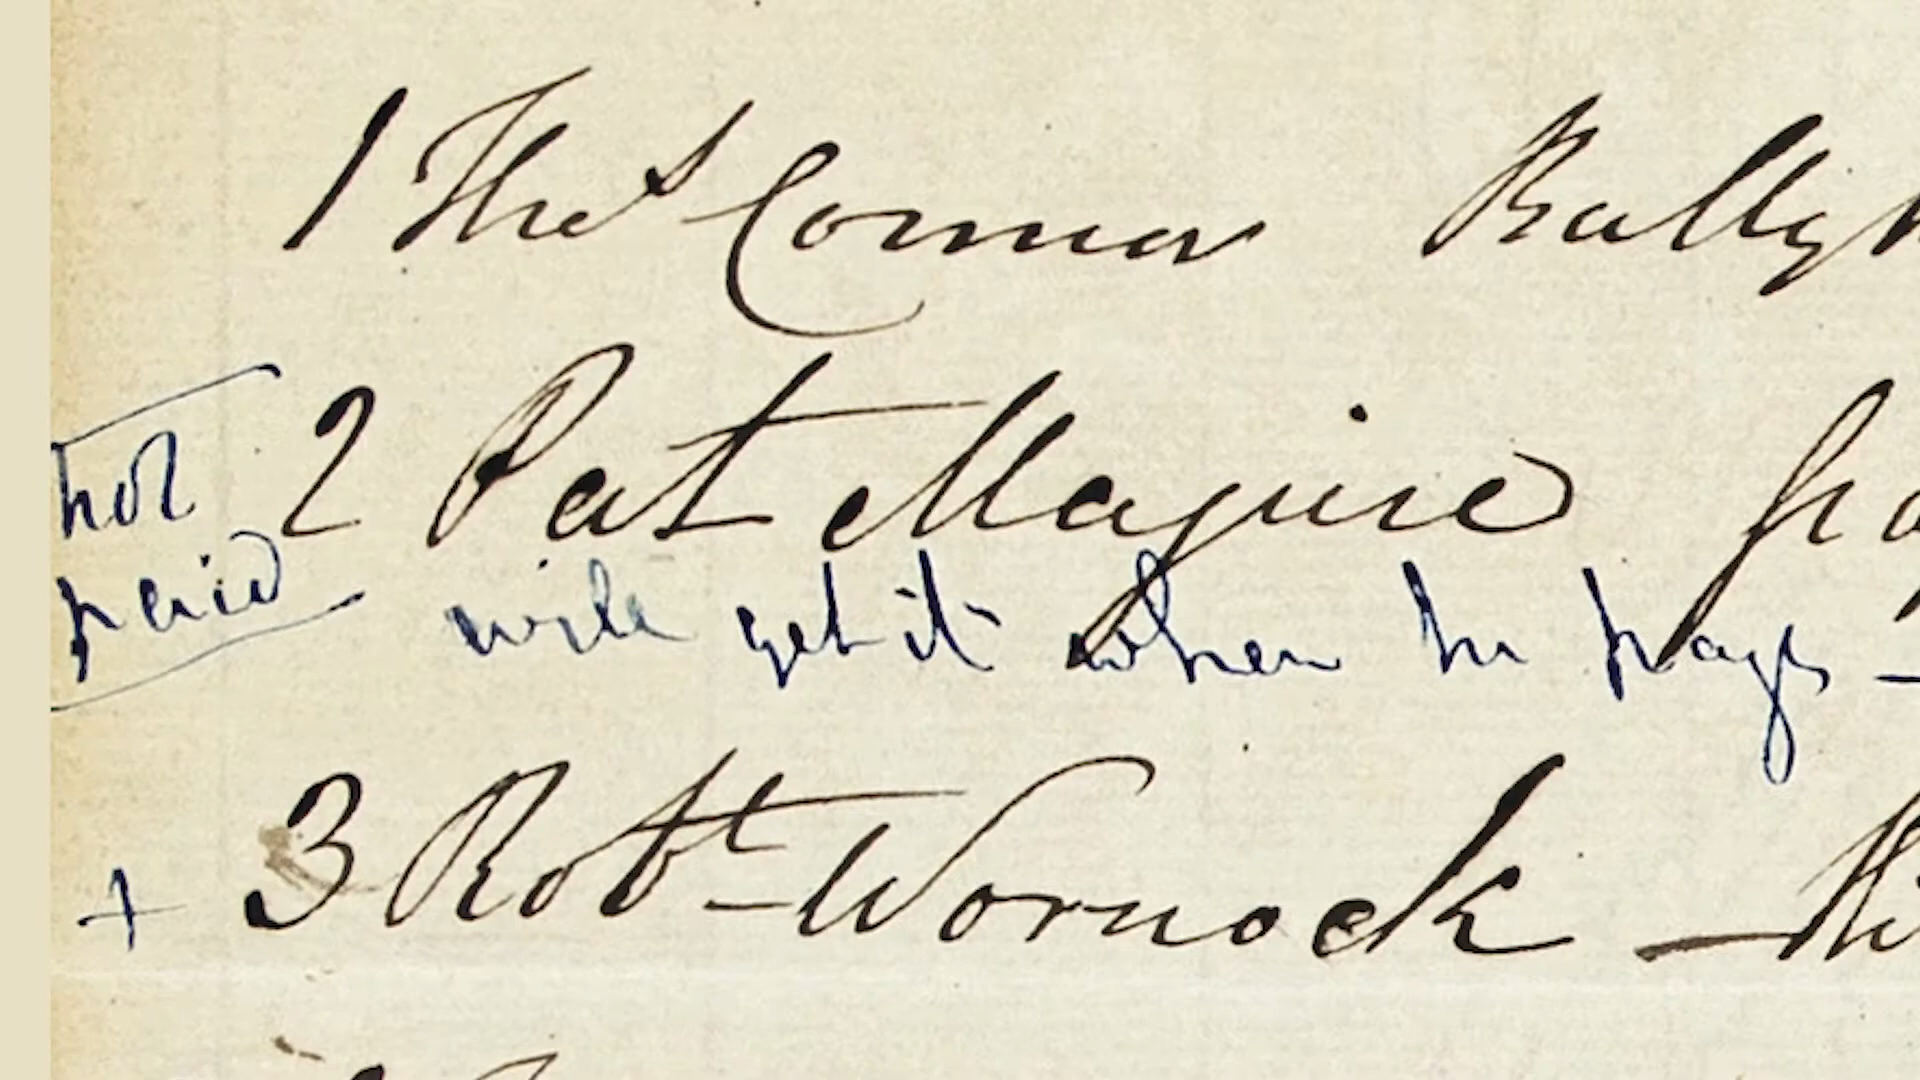 1 Thos Connor Bally
not 2 Pat Maguire
paid will get it when he pays -
+ 3 Robt Wornock -